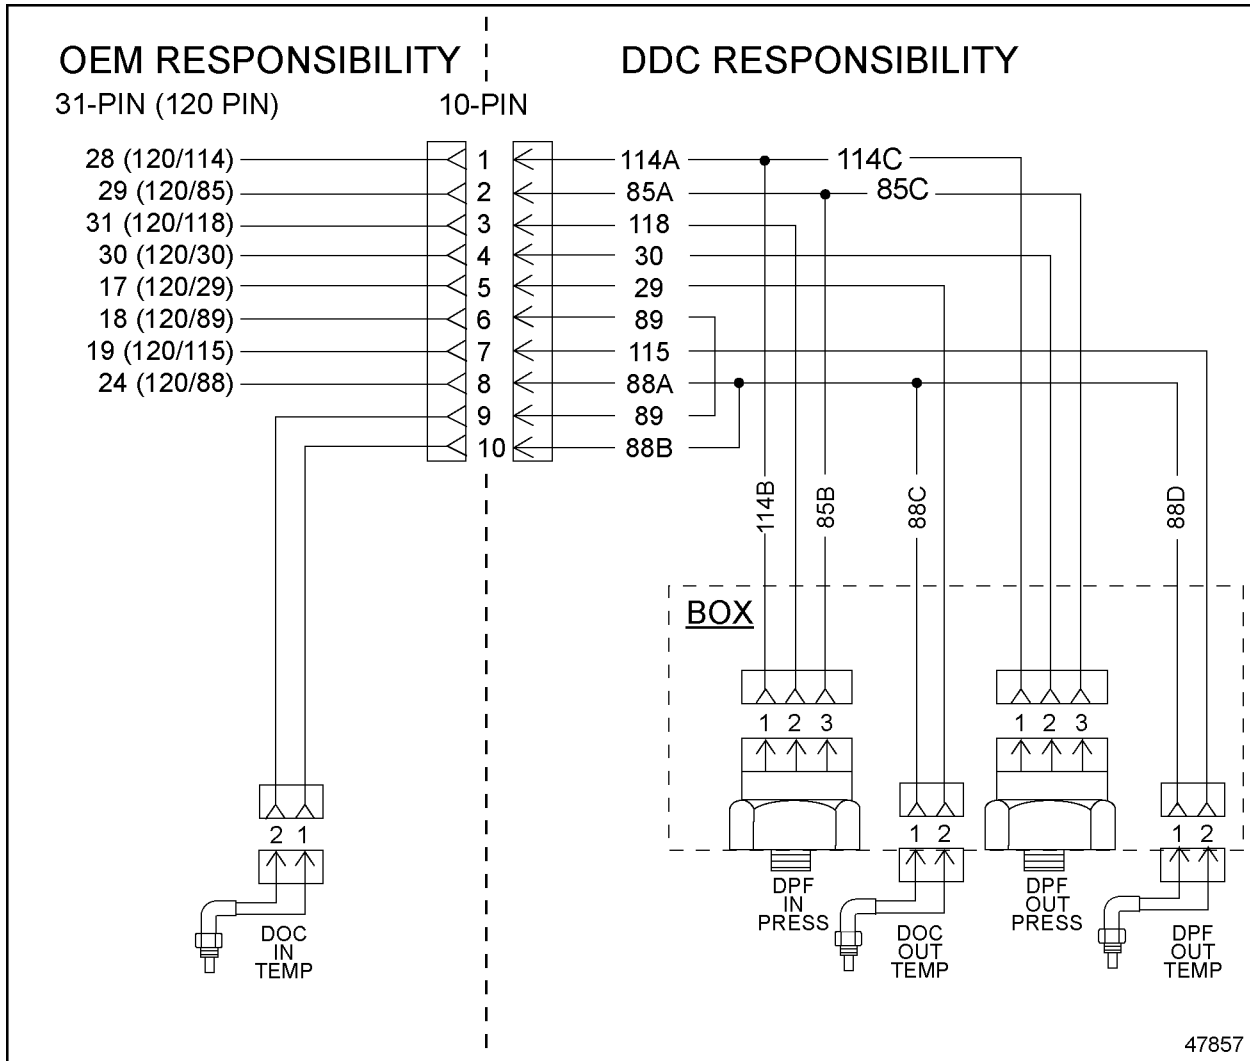 OEM RESPONSIBILITY
DDC RESPONSIBILITY
31-PIN (120 PIN)
10-PIN
28 (120/114) 1 114A 114C
29 (120/85) 2 85A 85C
31 (120/118) 3 118
30 (120/30) 4 30
17 (120/29) 5 29
18 (120/89) 6 89
19 (120/115) 7 115
24 (120/88) 8 88A
9 89
10 88B
114B
85B
88C
88D
BOX
1 2 3
1 2 3
2 1
1 2
1 2
DOC
IN
TEMP
DPF
IN
PRESS
DOC
OUT
TEMP
DPF
OUT
PRESS
DPF
OUT
TEMP
47857